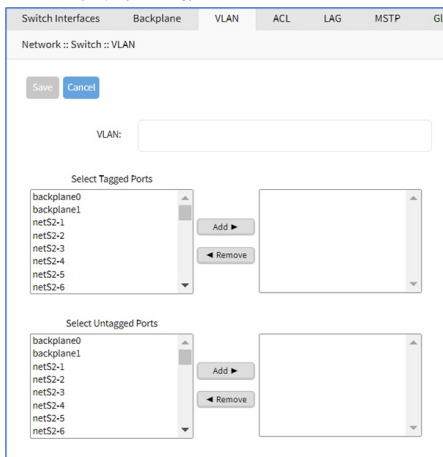 Switch Interfaces Backplane VLAN ACL LAG MSTP
Network :: Switch :: VLAN
Save Cancel
VLAN:
Select Tagged Ports
backplane0
backplane1
netS2-1
netS2-2
netS2-3
netS2-4
netS2-5
netS2-6
Add ►
◄ Remove
Select Untagged Ports
backplane0
backplane1
netS2-1
netS2-2
netS2-3
netS2-4
netS2-5
netS2-6
Add ►
◄ Remove